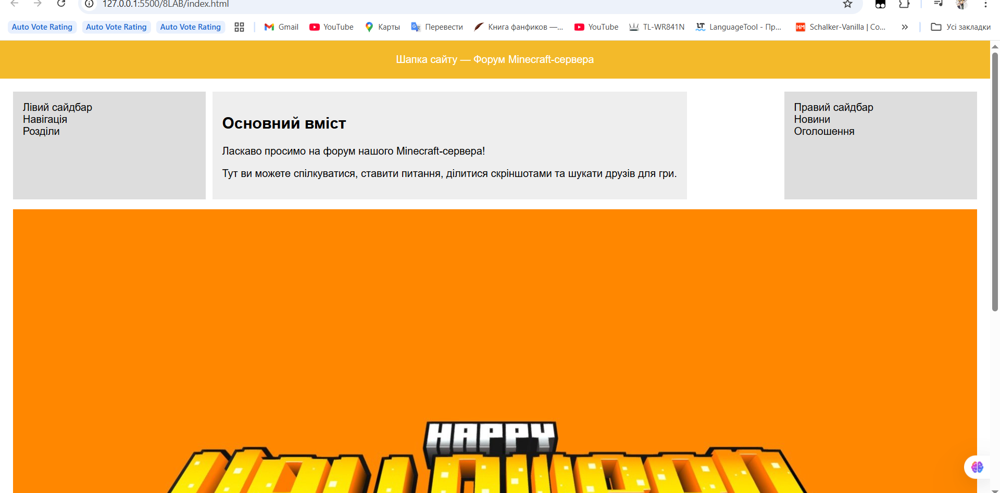 127.0.0.1:5500/8LAB/index.html
Auto Vote Rating Auto Vote Rating Auto Vote Rating Gmail YouTube Карты Перевести Книга фанфиков —... YouTube TL-WR841N LanguageTool - Пр... Schalker-Vanilla | Co... » Усі закладки
Шапка сайту — Форум Minecraft-сервера
Лівий сайдбар
Навігація
Розділи
Основний вміст
Ласкаво просимо на форум нашого Minecraft-сервера!
Тут ви можете спілкуватися, ставити питання, ділитися скріншотами та шукати друзів для гри.
Правий сайдбар
Новини
Оголошення
HAPPY